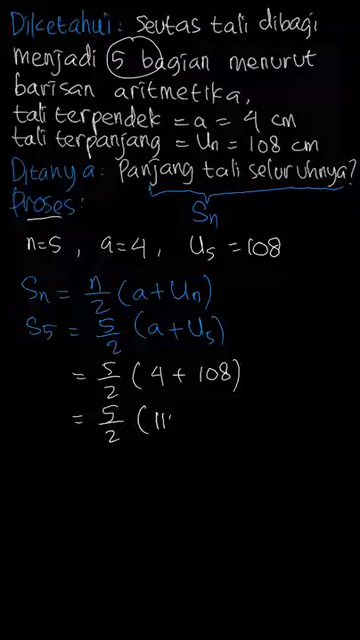 Diketahui: Seutas tali dibagi
menjadi 5 bagian menurut
barisan aritmetika,
tali terpendek = a = 4 cm
tali terpanjang = Un = 108 cm
Ditanya: Panjang tali seluruhnya?
Proses: Sn
n=5, a=4, U5 = 108
Sn = n/2 (a + Un)
S5 = 5/2 (a + U5)
= 5/2 (4 + 108)
= 5/2 (11